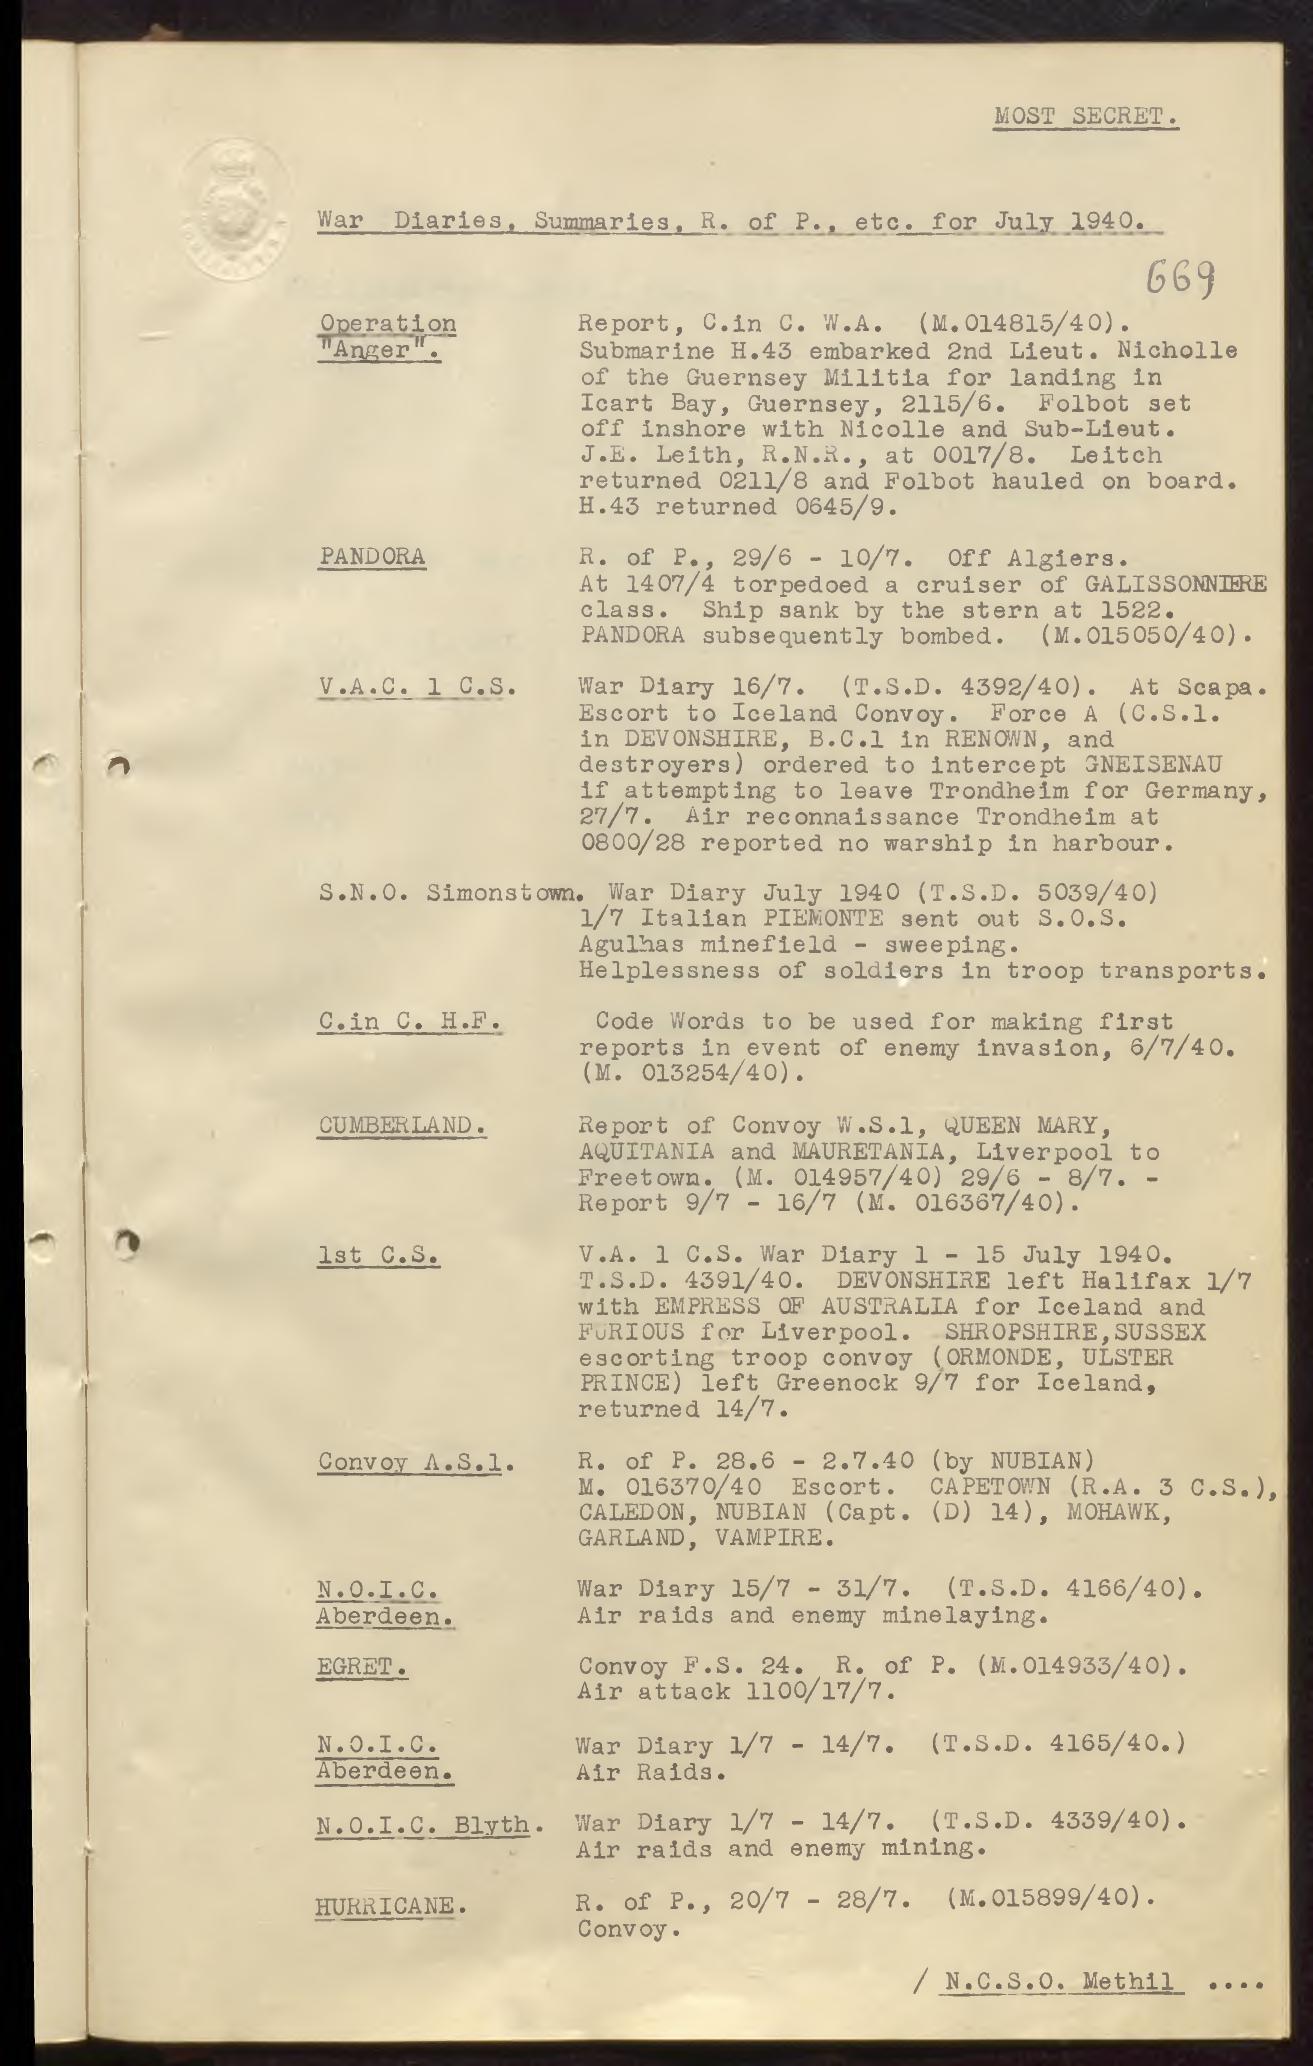 MOST SECRET.
War Diaries, Summaries, R. of P., etc. for July 1940.
669
Operation Report, C.in C. W.A. (M.014815/40).
"Anger". Submarine H.43 embarked 2nd Lieut. Nicholle
of the Guernsey Militia for landing in
Icart Bay, Guernsey, 2115/6. Folbot set
off inshore with Nicolle and Sub-Lieut.
J.E. Leith, R.N.R., at 0017/8. Leitch
returned 0211/8 and Folbot hauled on board.
H.43 returned 0645/9.
PANDORA R. of P., 29/6 - 10/7. Off Algiers.
At 1407/4 torpedoed a cruiser of GALISSONNIERE
class. Ship sank by the stern at 1522.
PANDORA subsequently bombed. (M.015050/40).
V.A.C. 1 C.S. War Diary 16/7. (T.S.D. 4392/40). At Scapa.
Escort to Iceland Convoy. Force A (C.S.1.
in DEVONSHIRE, B.C.1 in RENOWN, and
destroyers) ordered to intercept GNEISENAU
if attempting to leave Trondheim for Germany,
27/7. Air reconnaissance Trondheim at
0800/28 reported no warship in harbour.
S.N.O. Simonstown. War Diary July 1940 (T.S.D. 5039/40)
1/7 Italian PIEMONTE sent out S.O.S.
Agulhas minefield - sweeping.
Helplessness of soldiers in troop transports.
C.in C. H.F. Code Words to be used for making first
reports in event of enemy invasion, 6/7/40.
(M. 013254/40).
CUMBERLAND. Report of Convoy W.S.1, QUEEN MARY,
AQUITANIA and MAURETANIA, Liverpool to
Freetown. (M. 014957/40) 29/6 - 8/7. -
Report 9/7 - 16/7 (M. 016367/40).
1st C.S. V.A. 1 C.S. War Diary 1 - 15 July 1940.
T.S.D. 4391/40. DEVONSHIRE left Halifax 1/7
with EMPRESS OF AUSTRALIA for Iceland and
FURIOUS for Liverpool. SHROPSHIRE,SUSSEX
escorting troop convoy (ORMONDE, ULSTER
PRINCE) left Greenock 9/7 for Iceland,
returned 14/7.
Convoy A.S.1. R. of P. 28.6 - 2.7.40 (by NUBIAN)
M. 016370/40 Escort. CAPETOWN (R.A. 3 C.S.),
CALEDON, NUBIAN (Capt. (D) 14), MOHAWK,
GARLAND, VAMPIRE.
N.O.I.C. War Diary 15/7 - 31/7. (T.S.D. 4166/40).
Aberdeen. Air raids and enemy minelaying.
EGRET. Convoy F.S. 24. R. of P. (M.014933/40).
Air attack 1100/17/7.
N.O.I.C. War Diary 1/7 - 14/7. (T.S.D. 4165/40.)
Aberdeen. Air Raids.
N.O.I.C. Blyth. War Diary 1/7 - 14/7. (T.S.D. 4339/40).
Air raids and enemy mining.
HURRICANE. R. of P., 20/7 - 28/7. (M.015899/40).
Convoy.
/ N.C.S.O. Methil ....